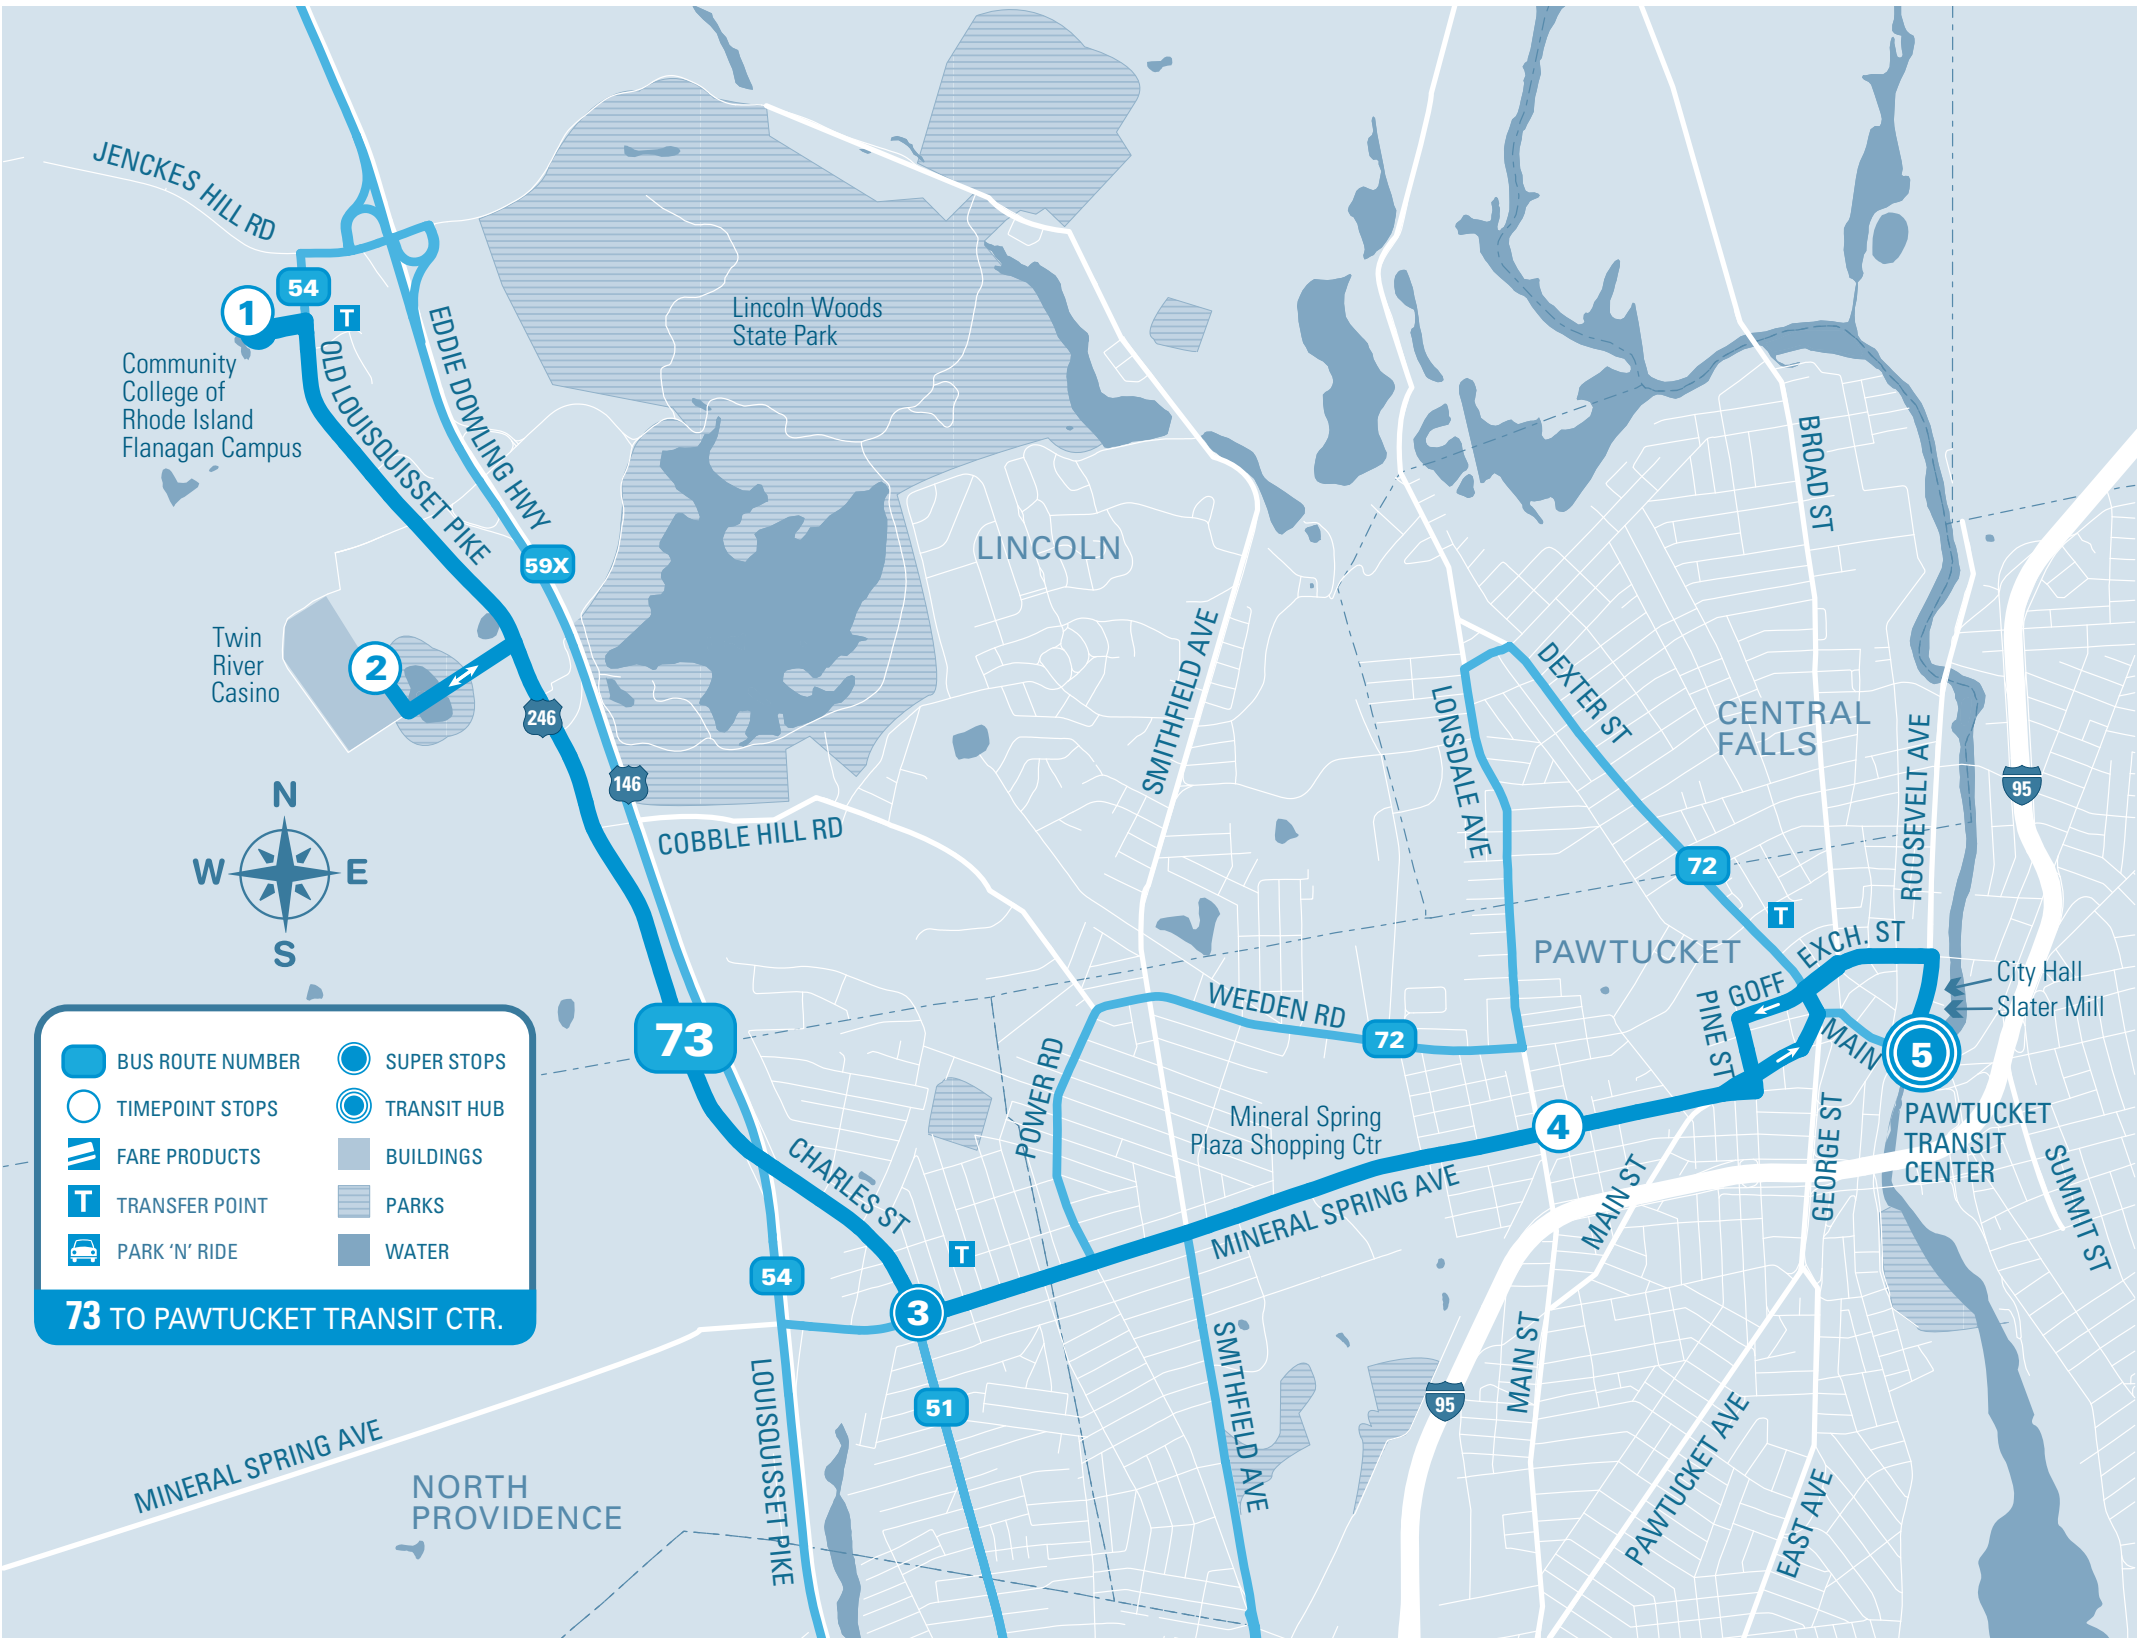 JENCKES HILL RD
54
1
T
Community
College of
Rhode Island
Flanagan Campus
OLD LOUISQUISSET PIKE
EDDIE DOWLING HWY
Lincoln Woods
State Park
59X
LINCOLN
BROAD ST
Twin
River
Casino
2
246
146
COBBLE HILL RD
SMITHFIELD AVE
LONSDALE AVE
DEXTER ST
CENTRAL
FALLS
ROOSEVELT AVE
95
72
T
PAWTUCKET
EXCH. ST
GOFF
PINE ST
MAIN
City Hall
Slater Mill
5
PAWTUCKET
TRANSIT
CENTER
N
W
E
S
73
WEEDEN RD
72
POWER RD
Mineral Spring
Plaza Shopping Ctr
4
MINERAL SPRING AVE
MAIN ST
GEORGE ST
SUMMIT ST
CHARLES ST
T
3
54
51
LOUISQUISSET PIKE
SMITHFIELD AVE
95
MAIN ST
PAWTUCKET AVE
EAST AVE
MINERAL SPRING AVE
NORTH
PROVIDENCE
BUS ROUTE NUMBER
TIMEPOINT STOPS
FARE PRODUCTS
T TRANSFER POINT
PARK ‘N’ RIDE
SUPER STOPS
TRANSIT HUB
BUILDINGS
PARKS
WATER
73 TO PAWTUCKET TRANSIT CTR.